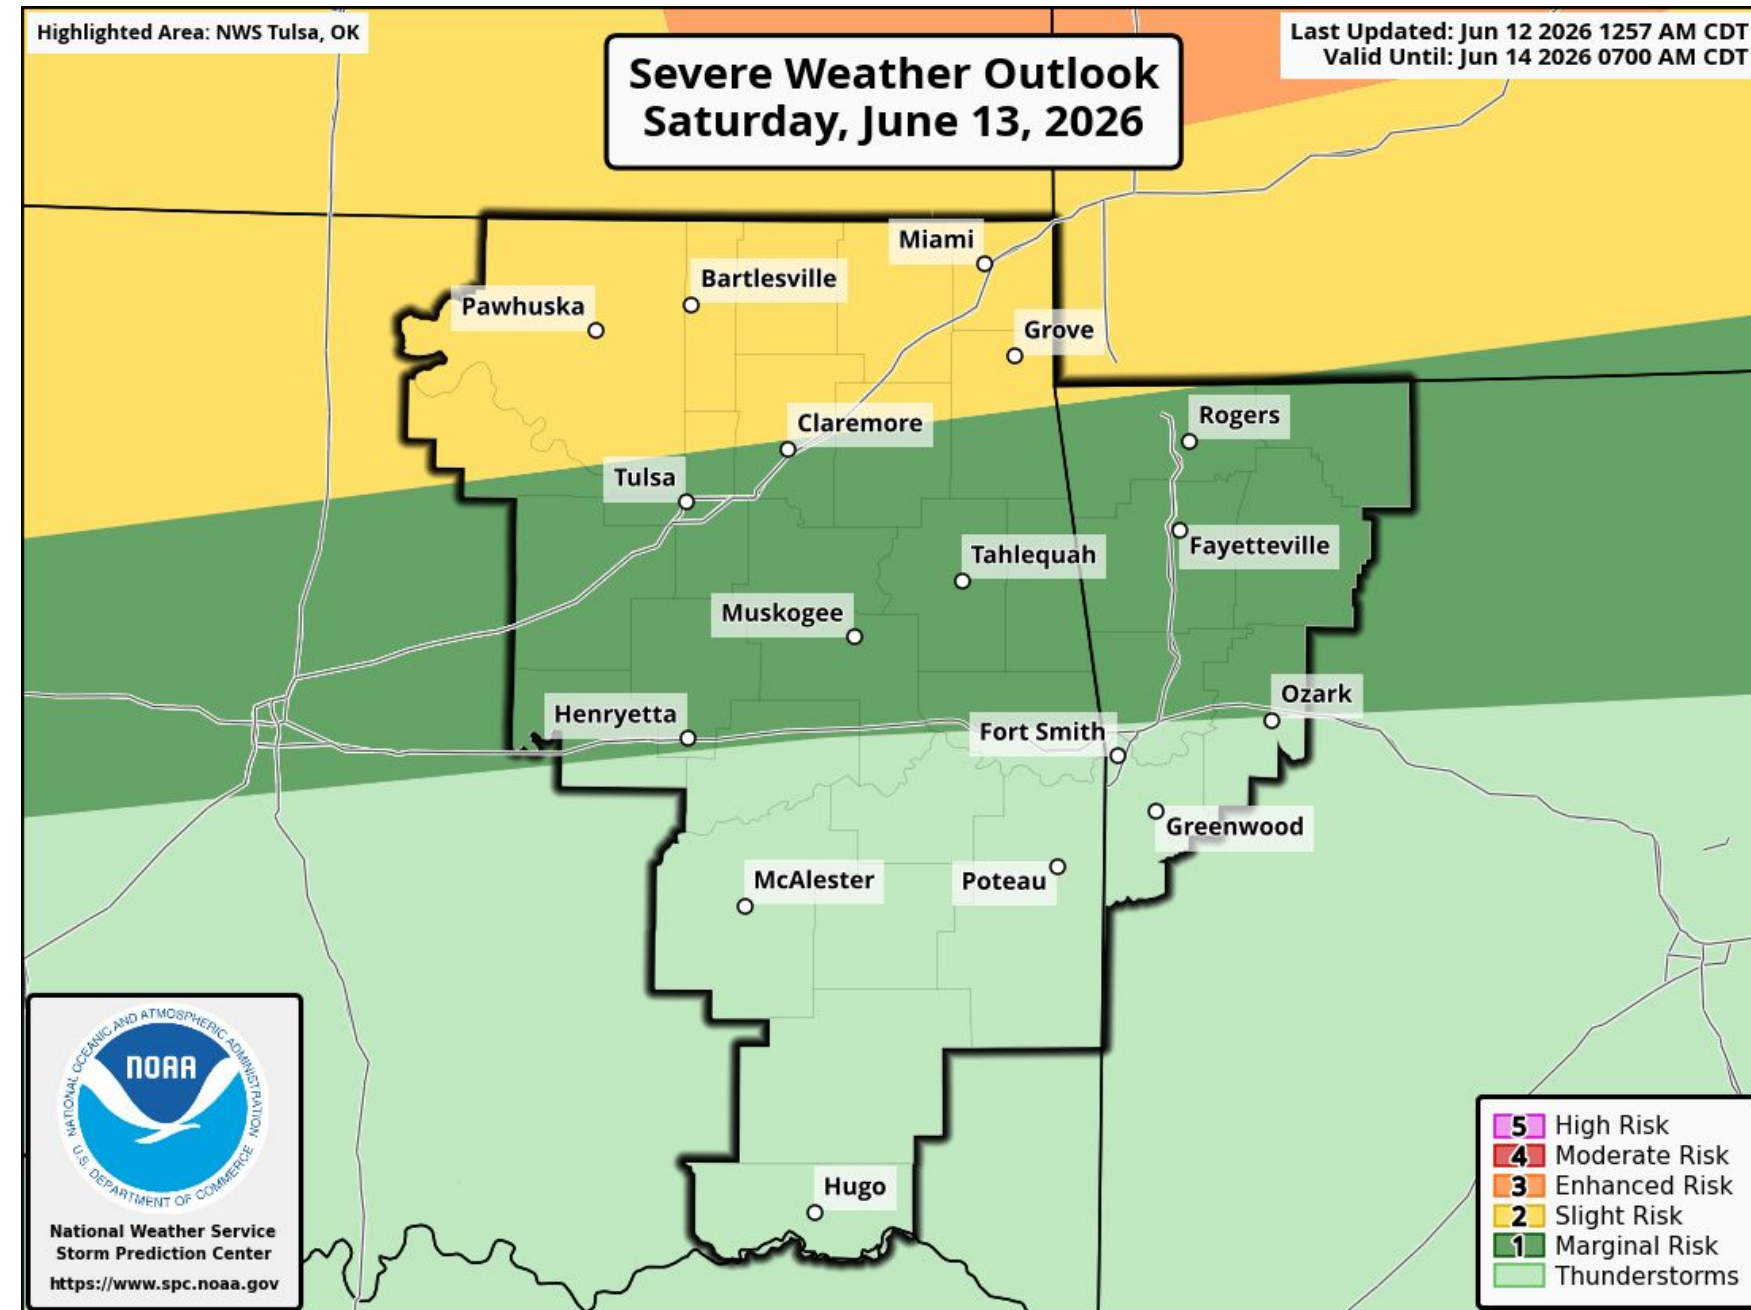 Highlighted Area: NWS Tulsa, OK
Last Updated: Jun 12 2026 1257 AM CDT
Valid Until: Jun 14 2026 0700 AM CDT
Severe Weather Outlook
Saturday, June 13, 2026
Miami
Bartlesville
Pawhuska
Grove
Rogers
Claremore
Tulsa
Fayetteville
Tahlequah
Muskogee
Ozark
Henryetta
Fort Smith
Greenwood
McAlester
Poteau
Hugo
NATIONAL OCEANIC AND ATMOSPHERIC ADMINISTRATION
NOAA
U.S. DEPARTMENT OF COMMERCE
National Weather Service
Storm Prediction Center
https://www.spc.noaa.gov
5 High Risk
4 Moderate Risk
3 Enhanced Risk
2 Slight Risk
1 Marginal Risk
Thunderstorms